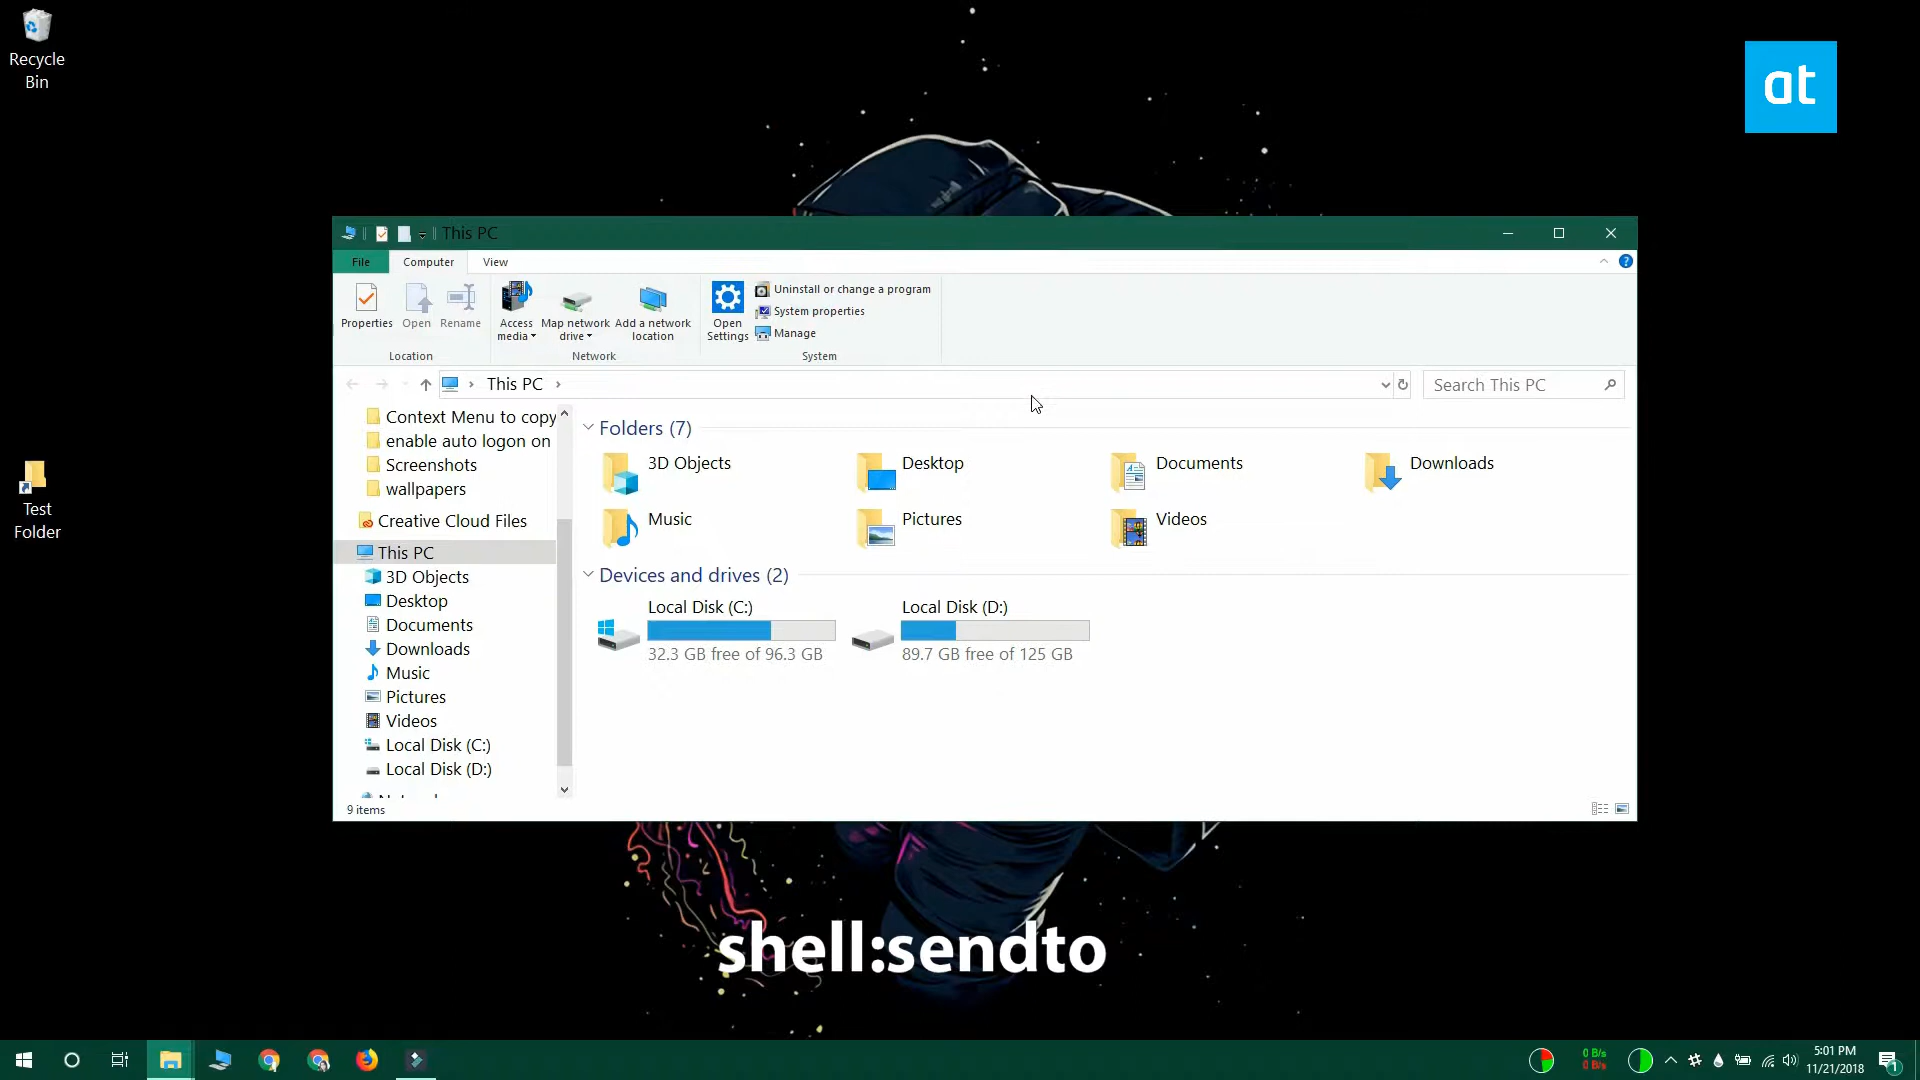 Recycle
Bin
at
This PC
File
Computer
View
Properties
Open
Rename
Access
media
Map network
drive
Add a network
location
Open
Settings
Uninstall or change a program
System properties
Manage
Location
Network
System
This PC
Search This PC
Context Menu to copy
enable auto logon on
Screenshots
wallpapers
Creative Cloud Files
This PC
3D Objects
Desktop
Documents
Downloads
Music
Pictures
Videos
Local Disk (C:)
Local Disk (D:)
Folders (7)
3D Objects
Desktop
Documents
Downloads
Music
Pictures
Videos
Devices and drives (2)
Local Disk (C:)
32.3 GB free of 96.3 GB
Local Disk (D:)
89.7 GB free of 125 GB
9 items
Test
Folder
shell:sendto
0 B/s
0 B/s
5:01 PM
11/21/2018
1